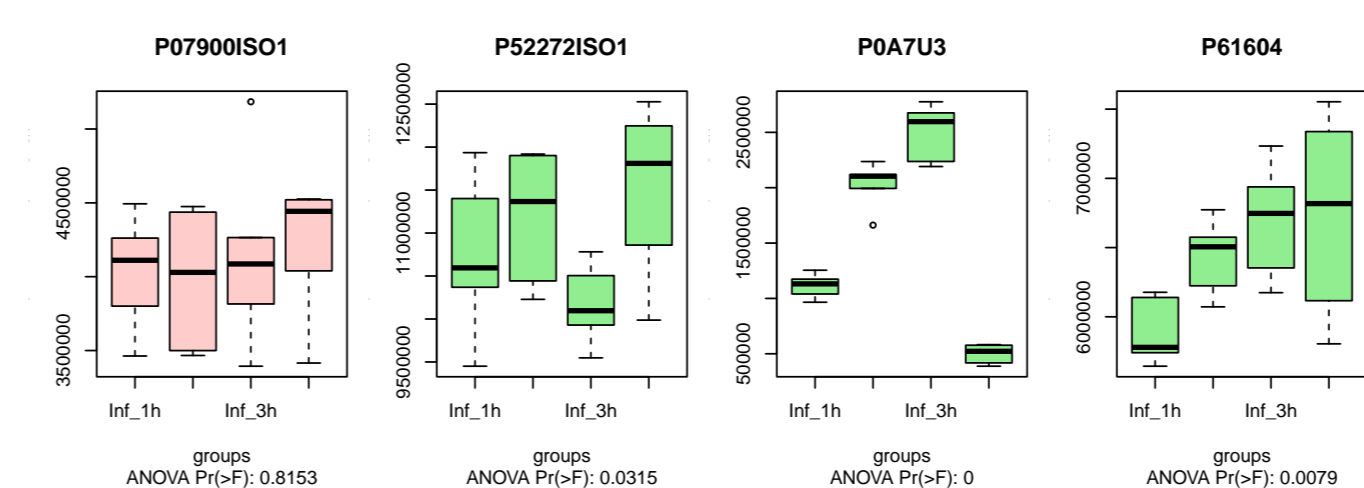 P07900ISO1
4500000
3500000
Inf_1h Inf_3h
groups
ANOVA Pr(>F): 0.8153
P52272ISO1
12500000
11000000
9500000
Inf_1h Inf_3h
groups
ANOVA Pr(>F): 0.0315
P0A7U3
2500000
1500000
500000
Inf_1h Inf_3h
groups
ANOVA Pr(>F): 0
P61604
7000000
6000000
Inf_1h Inf_3h
groups
ANOVA Pr(>F): 0.0079